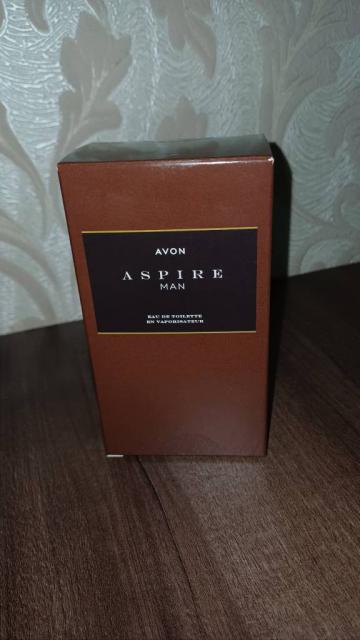 AVON
ASPIRE
MAN
EAU DE TOILETTE
EN VAPORISATEUR